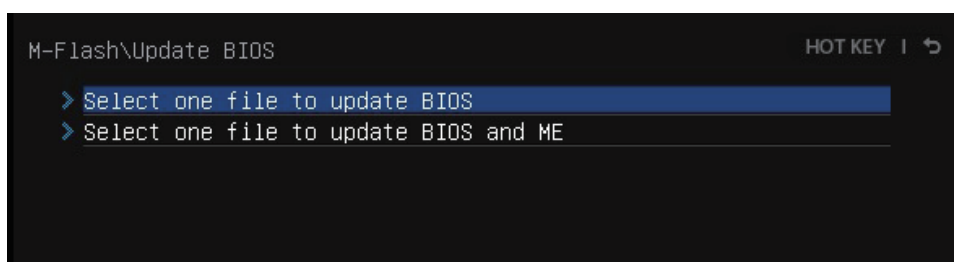 M-Flash\Update BIOS
HOT KEY |
Select one file to update BIOS
Select one file to update BIOS and ME